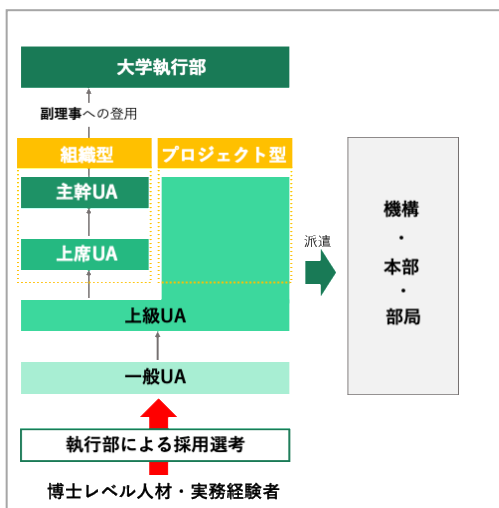 大学執行部
副理事への登用
組織型
プロジェクト型
主幹UA
上席UA
上級UA
一般UA
執行部による採用選考
博士レベル人材・実務経験者
派遣
機構
・
本部
・
部局